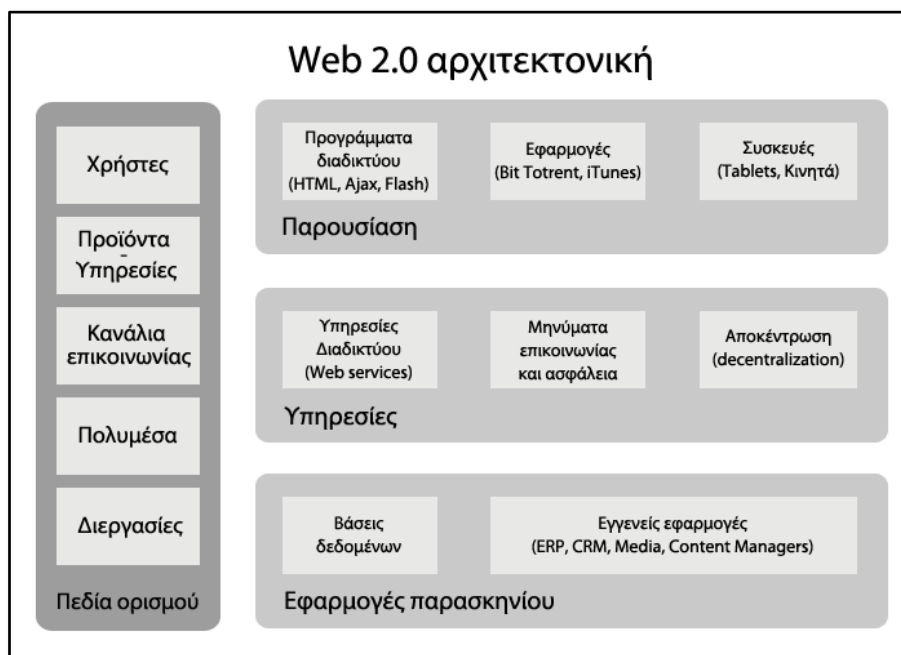 Web 2.0 αρχιτεκτονική
Χρήστες
Προϊόντα
-
Υπηρεσίες
Κανάλια
επικοινωνίας
Πολυμέσα
Διεργασίες
Πεδία ορισμού
Προγράμματα
διαδικτύου
(HTML, Ajax, Flash)
Εφαρμογές
(Bit Totrent, iTunes)
Συσκευές
(Tablets, Κινητά)
Παρουσίαση
Υπηρεσίες
Διαδικτύου
(Web services)
Μηνύματα
επικοινωνίας
και ασφάλεια
Αποκέντρωση
(decentralization)
Υπηρεσίες
Βάσεις
δεδομένων
Εγγενείς εφαρμογές
(ERP, CRM, Media, Content Managers)
Εφαρμογές παρασκηνίου